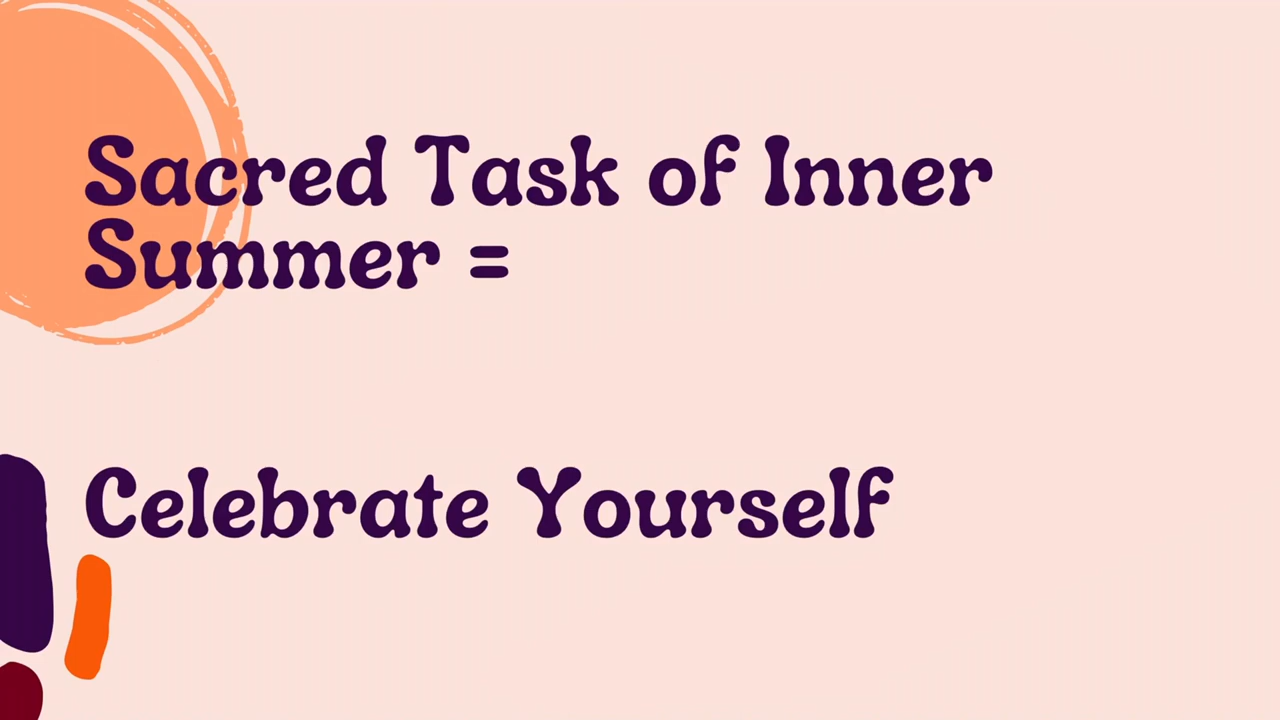 Sacred Task of Inner
Summer =
Celebrate Yourself